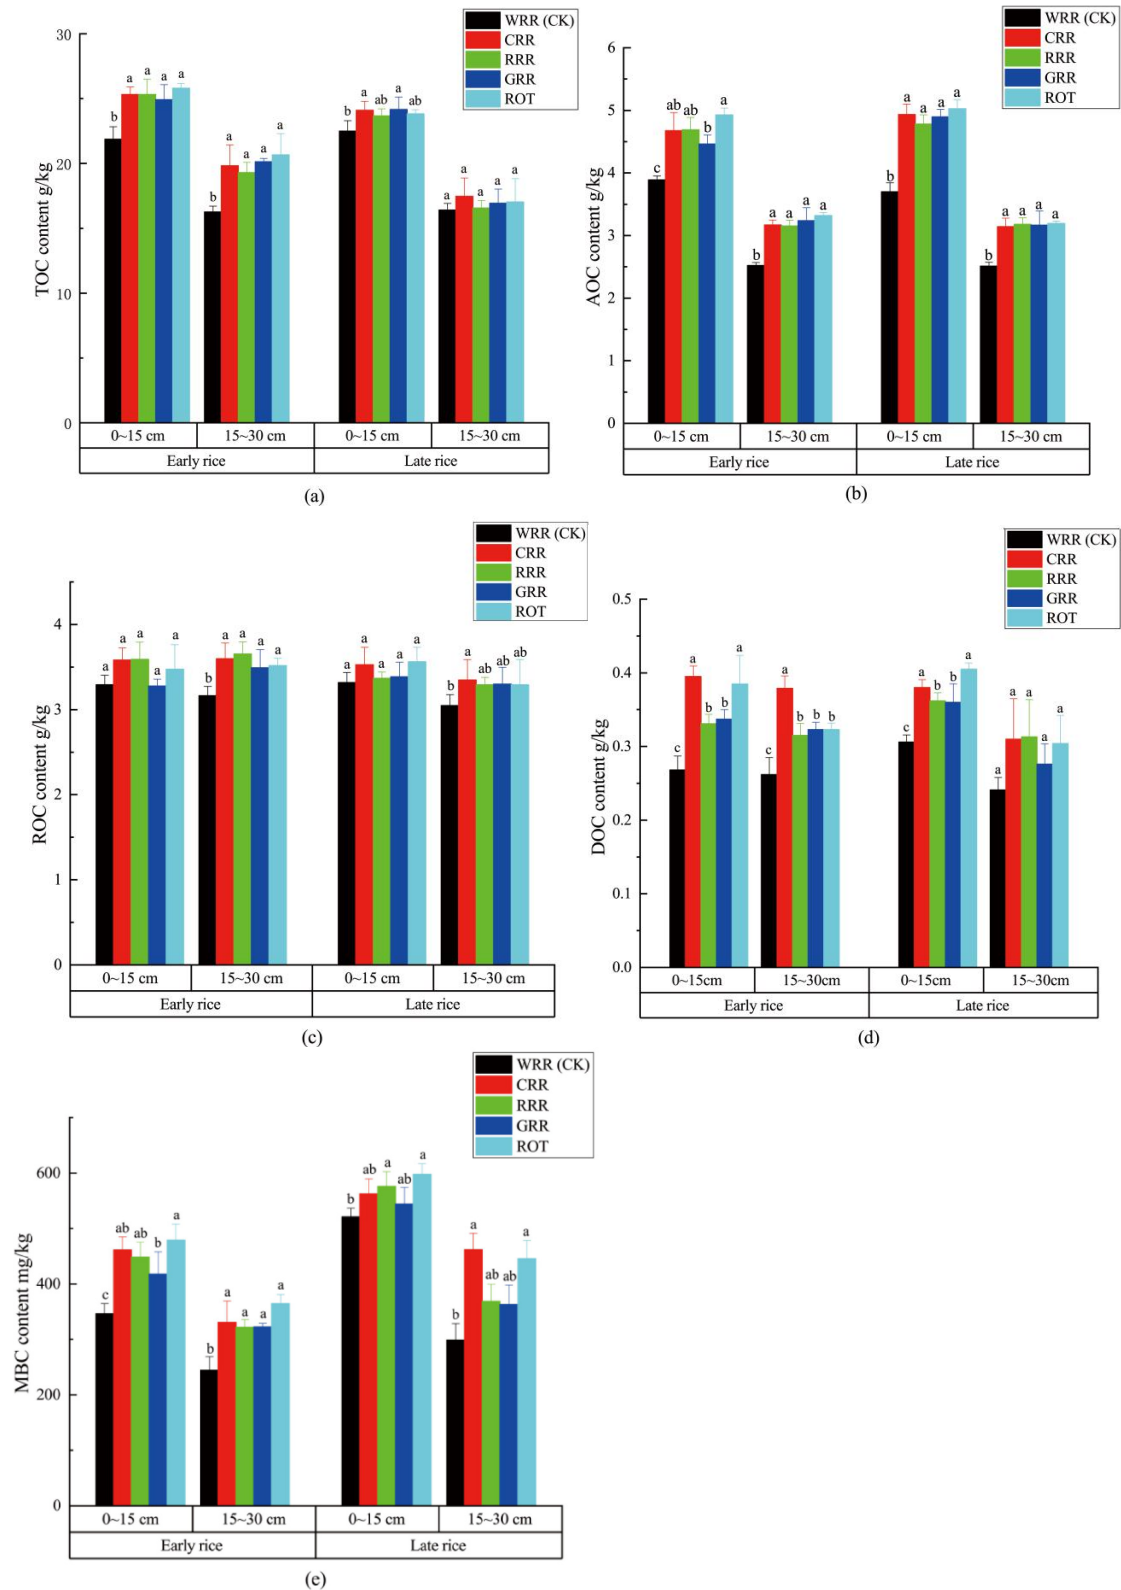 WRR (CK)
CRR
RRR
GRR
ROT
TOC content g/kg
30
20
10
0
b a a a a
b a a a a
b a ab a ab
a a a a a
0~15 cm 15~30 cm 0~15 cm 15~30 cm
Early rice Late rice
(a)
WRR (CK)
CRR
RRR
GRR
ROT
AOC content g/kg
6
5
4
3
2
1
0
c ab ab b a
b a a a a
b a a a a
b a a a a
0~15 cm 15~30 cm 0~15 cm 15~30 cm
Early rice Late rice
(b)
WRR (CK)
CRR
RRR
GRR
ROT
ROC content g/kg
4
3
2
1
0
a a a a a
b a a a a
a a a a a
b a ab ab ab
0~15 cm 15~30 cm 0~15 cm 15~30 cm
Early rice Late rice
(c)
WRR (CK)
CRR
RRR
GRR
ROT
DOC content g/kg
0.5
0.4
0.3
0.2
0.1
0.0
c a b b a
c a b b b
c a b b a
a a a a a
0~15cm 15~30cm 0~15cm 15~30cm
Early rice Late rice
(d)
WRR (CK)
CRR
RRR
GRR
ROT
MBC content mg/kg
600
400
200
0
c ab ab b a
b a a a a
b ab a ab a
b a ab ab a
0~15 cm 15~30 cm 0~15 cm 15~30 cm
Early rice Late rice
(e)